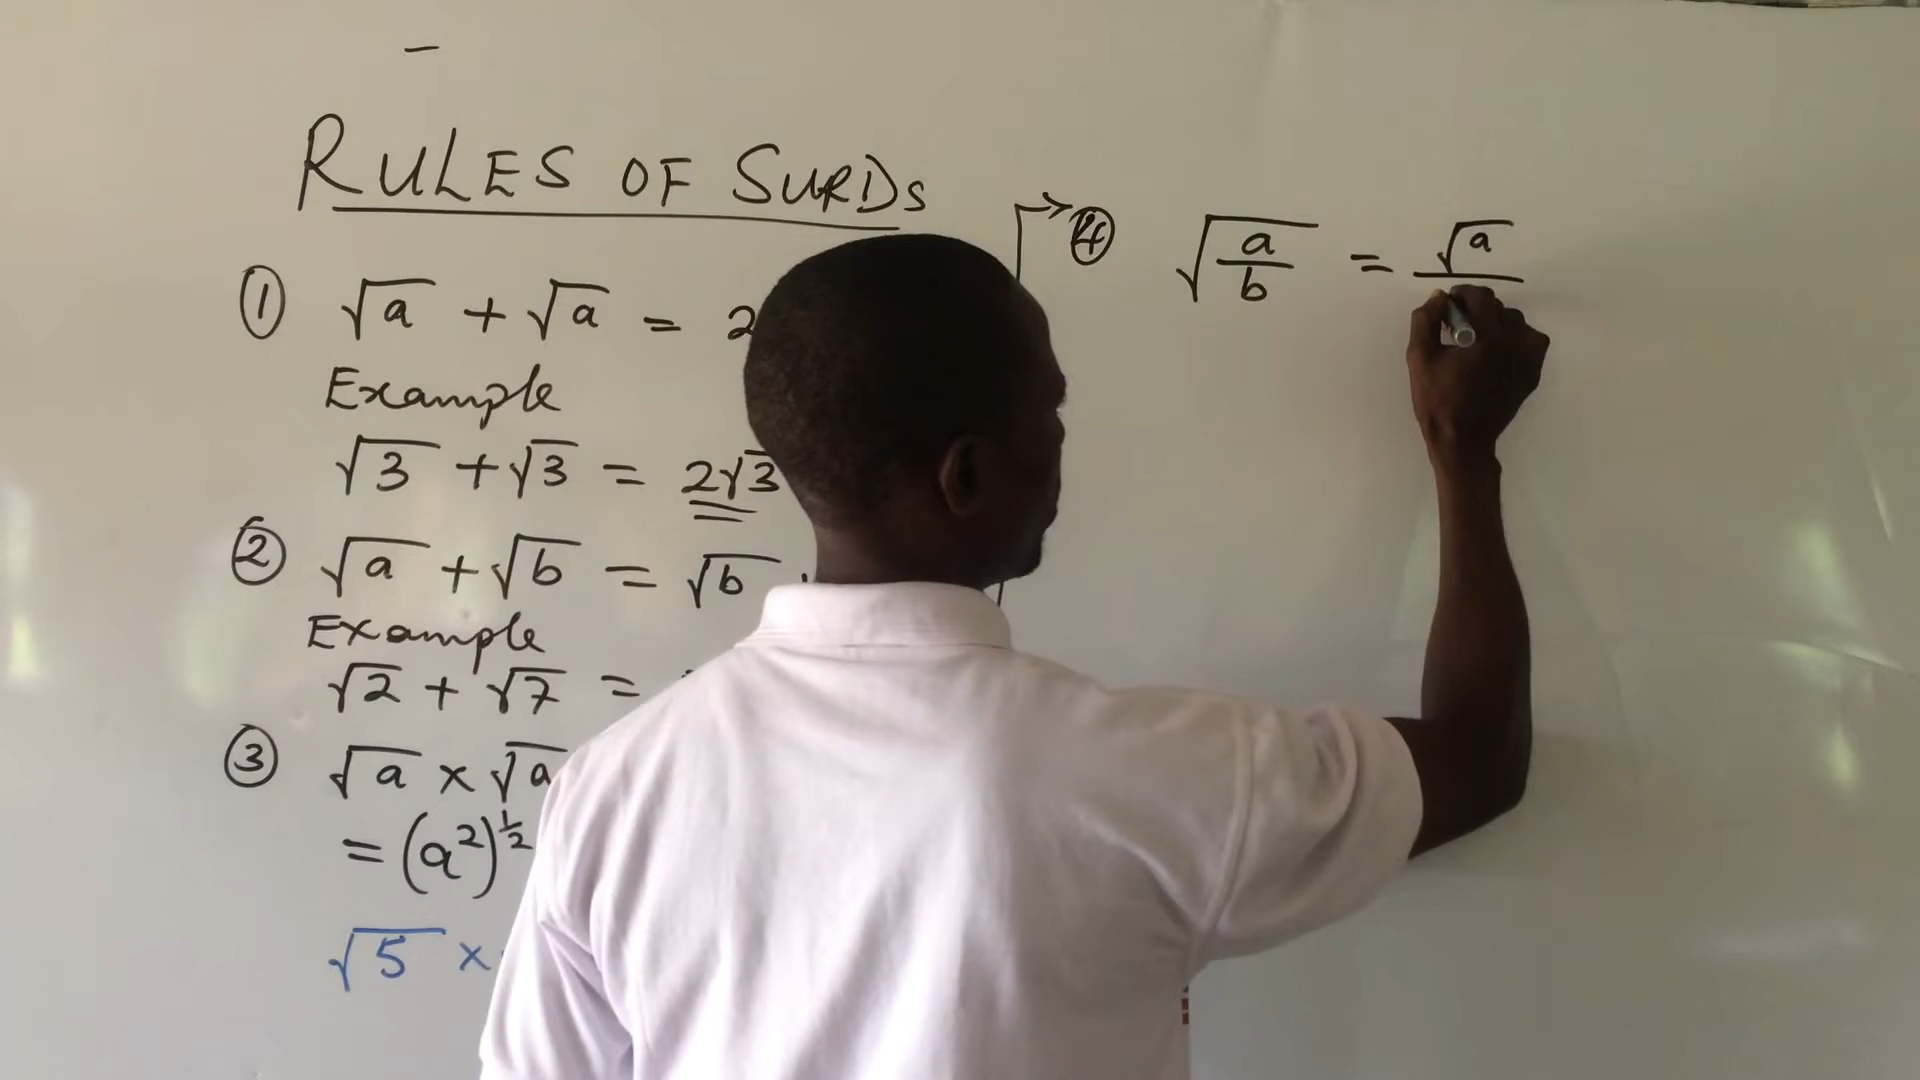 RULES OF SURDS
① √a + √a = 2
Example
√3 + √3 = 2√3
② √a + √b = √b
Example
√2 + √7 =
③ √a × √a
= (a²)^½
√5 ×
④ √(a/b) = √a/